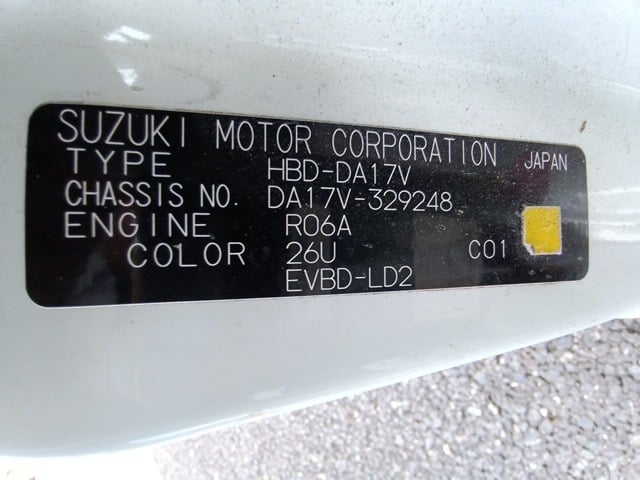 SUZUKI MOTOR CORPORATION JAPAN
TYPE HBD-DA17V
CHASSIS NO. DA17V-329248
ENGINE R06A
COLOR 26U C01
EVBD-LD2